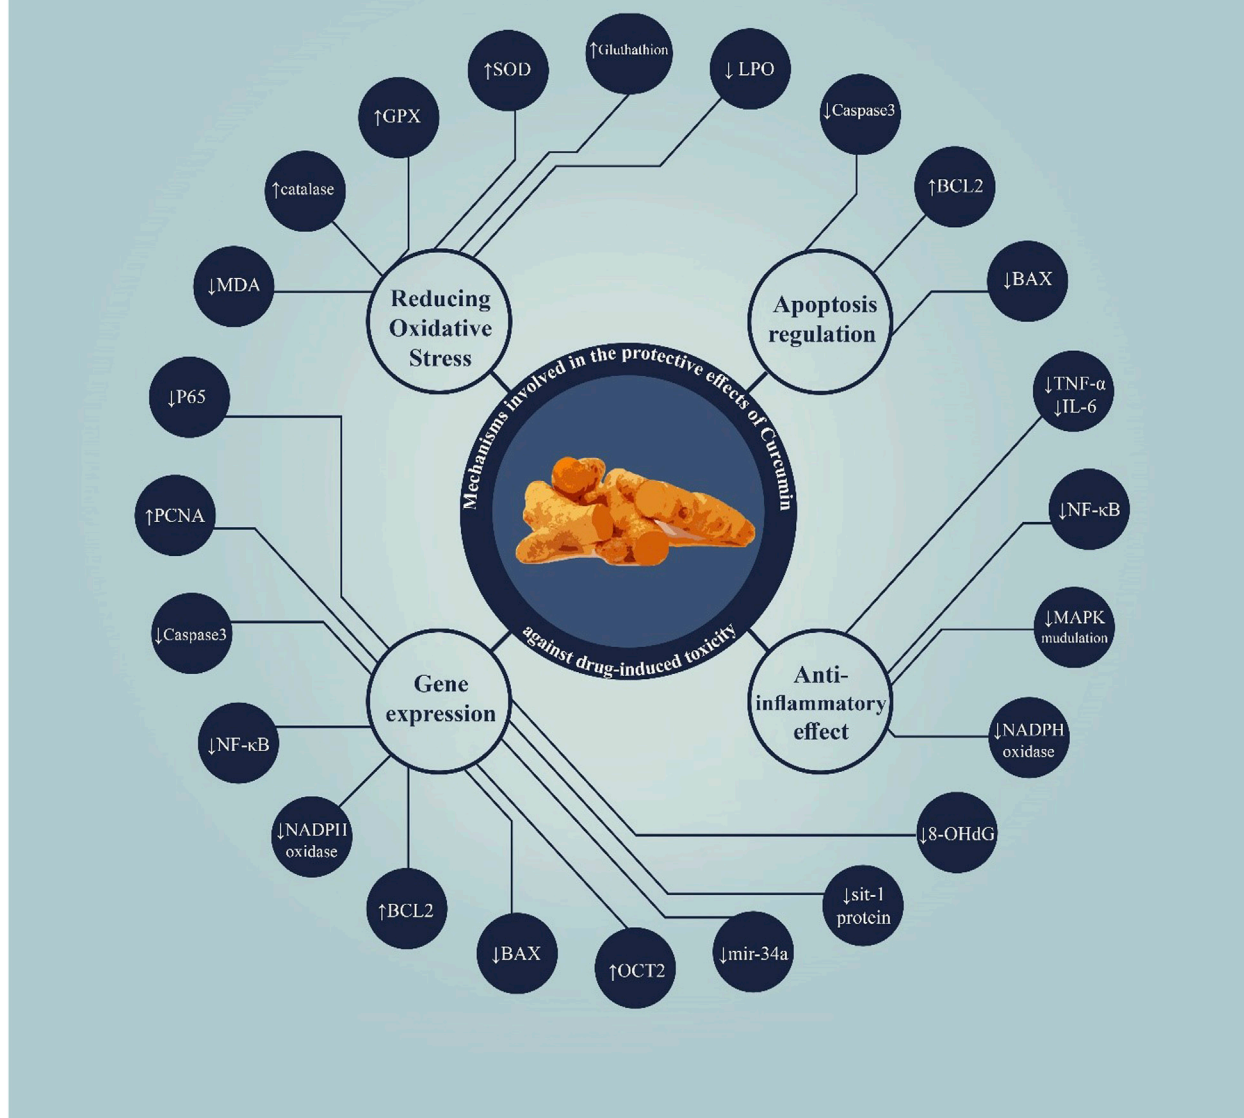 Mechanisms involved in the protective effects of Curcumin
against drug-induced toxicity
Reducing
Oxidative
Stress
↓MDA
↑catalase
↑GPX
↑SOD
↑Gluthathion
↓ LPO
Apoptosis
regulation
↓Caspase3
↑BCL2
↓BAX
Anti-
inflammatory
effect
↓TNF-α
↓IL-6
↓NF-κB
↓MAPK
mudulation
↓NADPH
oxidase
Gene
expression
↓P65
↑PCNA
↓Caspase3
↓NF-κB
↓NADPH
oxidase
↑BCL2
↓BAX
↑OCT2
↓mir-34a
↓sit-1
protein
↓8-OHdG